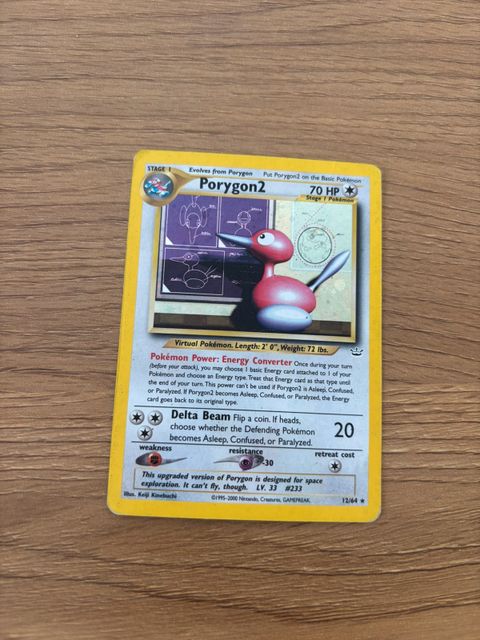 STAGE 1 Evolves from Porygon Put Porygon2 on the Basic Pokémon
Porygon2 70 HP
Stage 1 Pokémon
Virtual Pokémon. Length: 2' 0", Weight: 72 lbs.
Pokémon Power: Energy Converter Once during your turn
(before your attack), you may choose 1 basic Energy card attached to 1 of your
Pokémon and choose an Energy type. Treat that Energy card as that type until
the end of your turn. This power can't be used if Porygon2 is Asleep, Confused,
or Paralyzed. If Porygon2 becomes Asleep, Confused, or Paralyzed, the Energy
card goes back to its original type.
Delta Beam Flip a coin. If heads,
choose whether the Defending Pokémon
becomes Asleep, Confused, or Paralyzed.
20
weakness resistance retreat cost
-30
This upgraded version of Porygon is designed for space
exploration. It can't fly, though. LV. 33 #233
Illus. Keiji Kinebuchi ©1995-2000 Nintendo, Creatures, GAMEFREAK. 12/64 ★